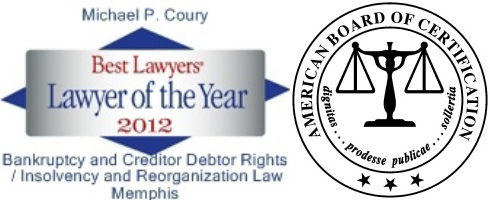 Michael P. Coury
Best Lawyers®
Lawyer of the Year
2012
Bankruptcy and Creditor Debtor Rights
/ Insolvency and Reorganization Law
Memphis
AMERICAN BOARD OF CERTIFICATION
dignitas . . . prodesse publicae . . . sollertia